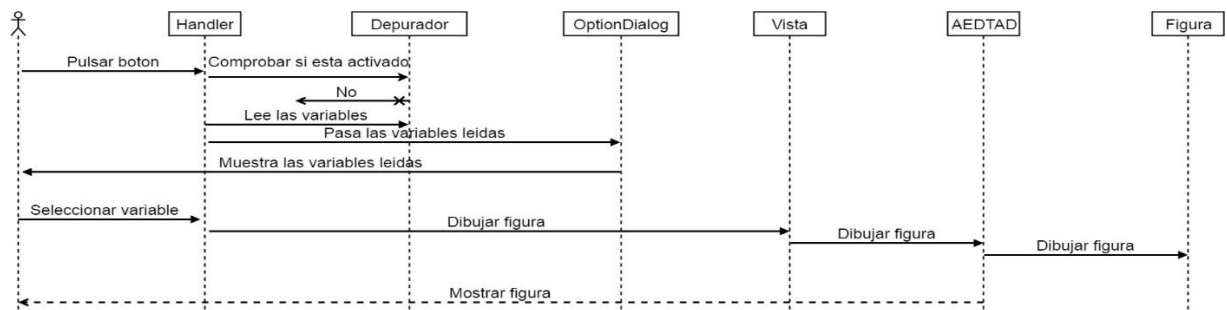 Handler
Depurador
OptionDialog
Vista
AEDTAD
Figura
Pulsar boton
Comprobar si esta activado
No
Lee las variables
Pasa las variables leidas
Muestra las variables leidas
Seleccionar variable
Dibujar figura
Dibujar figura
Dibujar figura
Mostrar figura